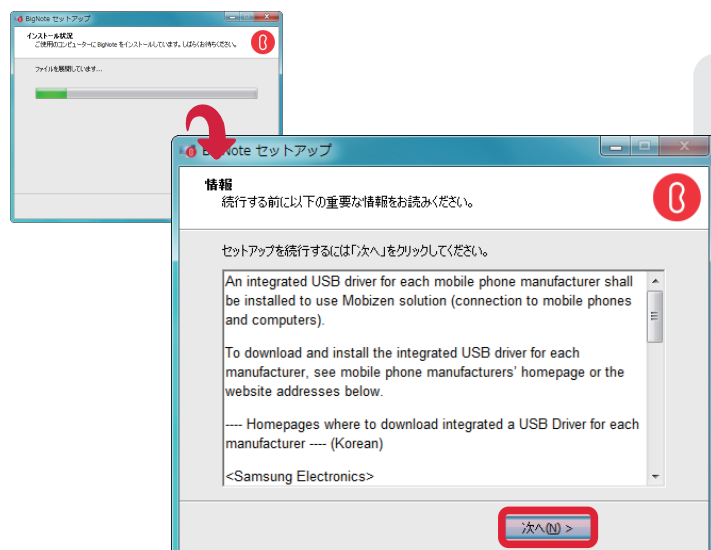 BigNote セットアップ
インストール状況
ご使用のコンピューターに BigNote をインストールしています。しばらくお待ちください。
ファイルを展開しています...
BigNote セットアップ
情報
続行する前に以下の重要な情報をお読みください。
セットアップを続行するには「次へ」をクリックしてください。
An integrated USB driver for each mobile phone manufacturer shall
be installed to use Mobizen solution (connection to mobile phones
and computers).
To download and install the integrated USB driver for each
manufacturer, see mobile phone manufacturers' homepage or the
website addresses below.
---- Homepages where to download integrated a USB Driver for each
manufacturer ---- (Korean)
<Samsung Electronics>
次へ(N) >